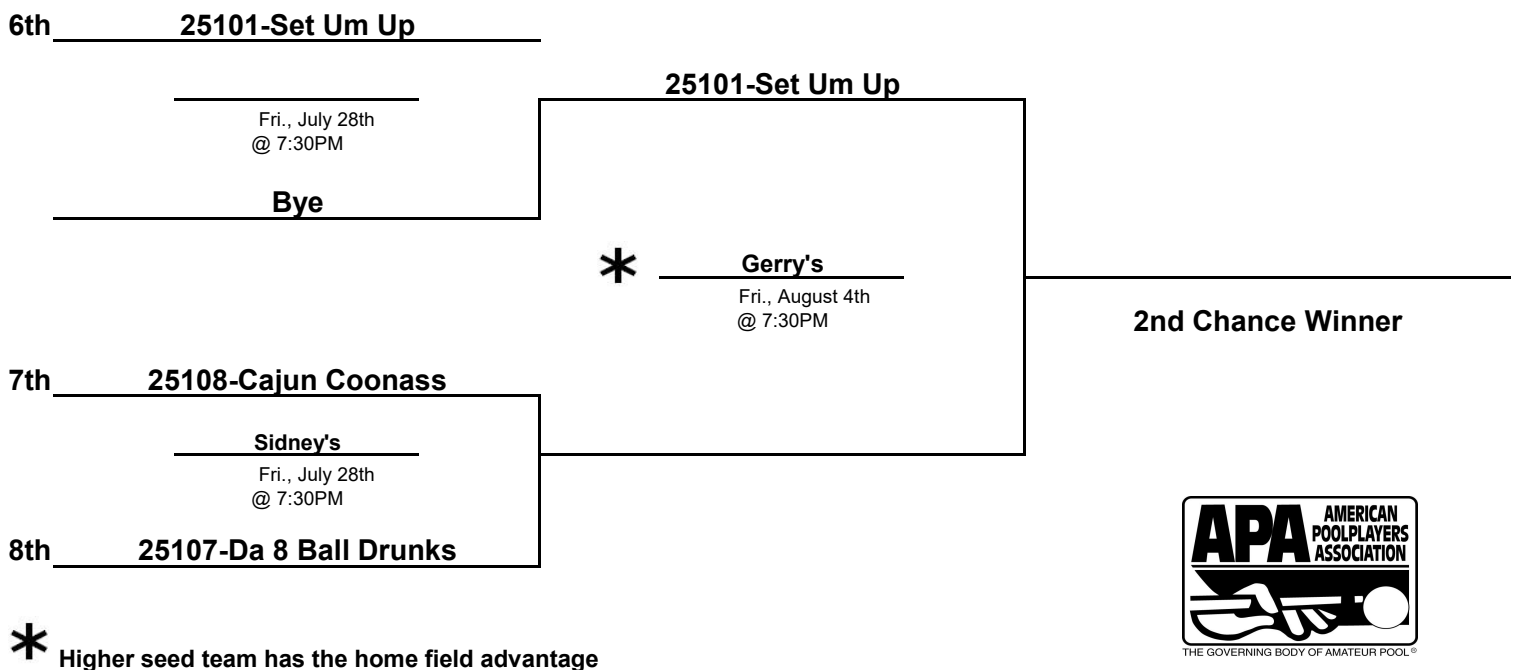 6th 25101-Set Um Up
25101-Set Um Up
Fri., July 28th
@ 7:30PM
Bye
* Gerry's
Fri., August 4th
@ 7:30PM
2nd Chance Winner
7th 25108-Cajun Coonass
Sidney's
Fri., July 28th
@ 7:30PM
8th 25107-Da 8 Ball Drunks
* Higher seed team has the home field advantage
APA AMERICAN
POOLPLAYERS
ASSOCIATION
THE GOVERNING BODY OF AMATEUR POOL®